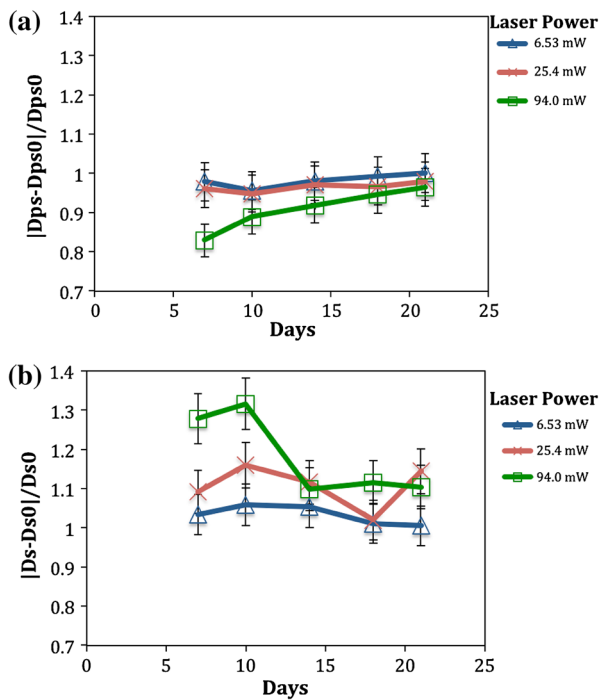 (a)
1.4
1.3
1.2
1.1
1
0.9
0.8
0.7
|Dps-Dps0|/Dps0
0 5 10 15 20 25
Days
Laser Power
6.53 mW
25.4 mW
94.0 mW
(b)
1.4
1.3
1.2
1.1
1
0.9
0.8
0.7
|Ds-Ds0|/Ds0
0 5 10 15 20 25
Days
Laser Power
6.53 mW
25.4 mW
94.0 mW